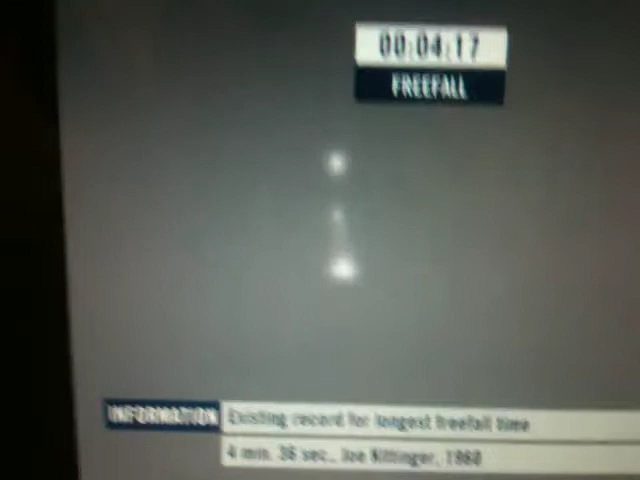 00:04:17
FREEFALL
INFORMATION
Existing record for longest freefall time
4 min. 36 sec., Joe Kittinger, 1960